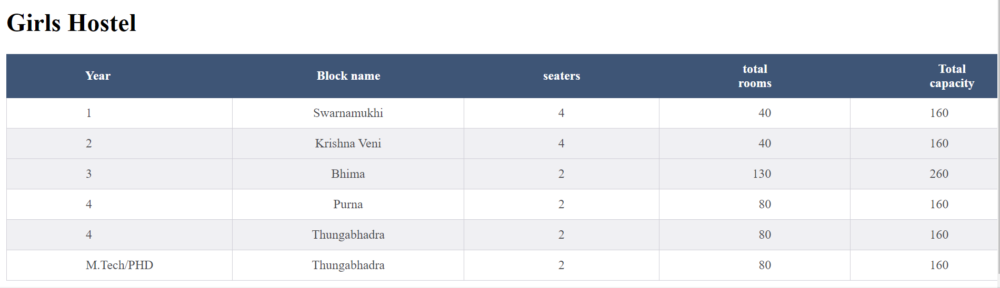 Girls Hostel
Year Block name seaters total rooms Total capacity
1 Swarnamukhi 4 40 160
2 Krishna Veni 4 40 160
3 Bhima 2 130 260
4 Purna 2 80 160
4 Thungabhadra 2 80 160
M.Tech/PHD Thungabhadra 2 80 160